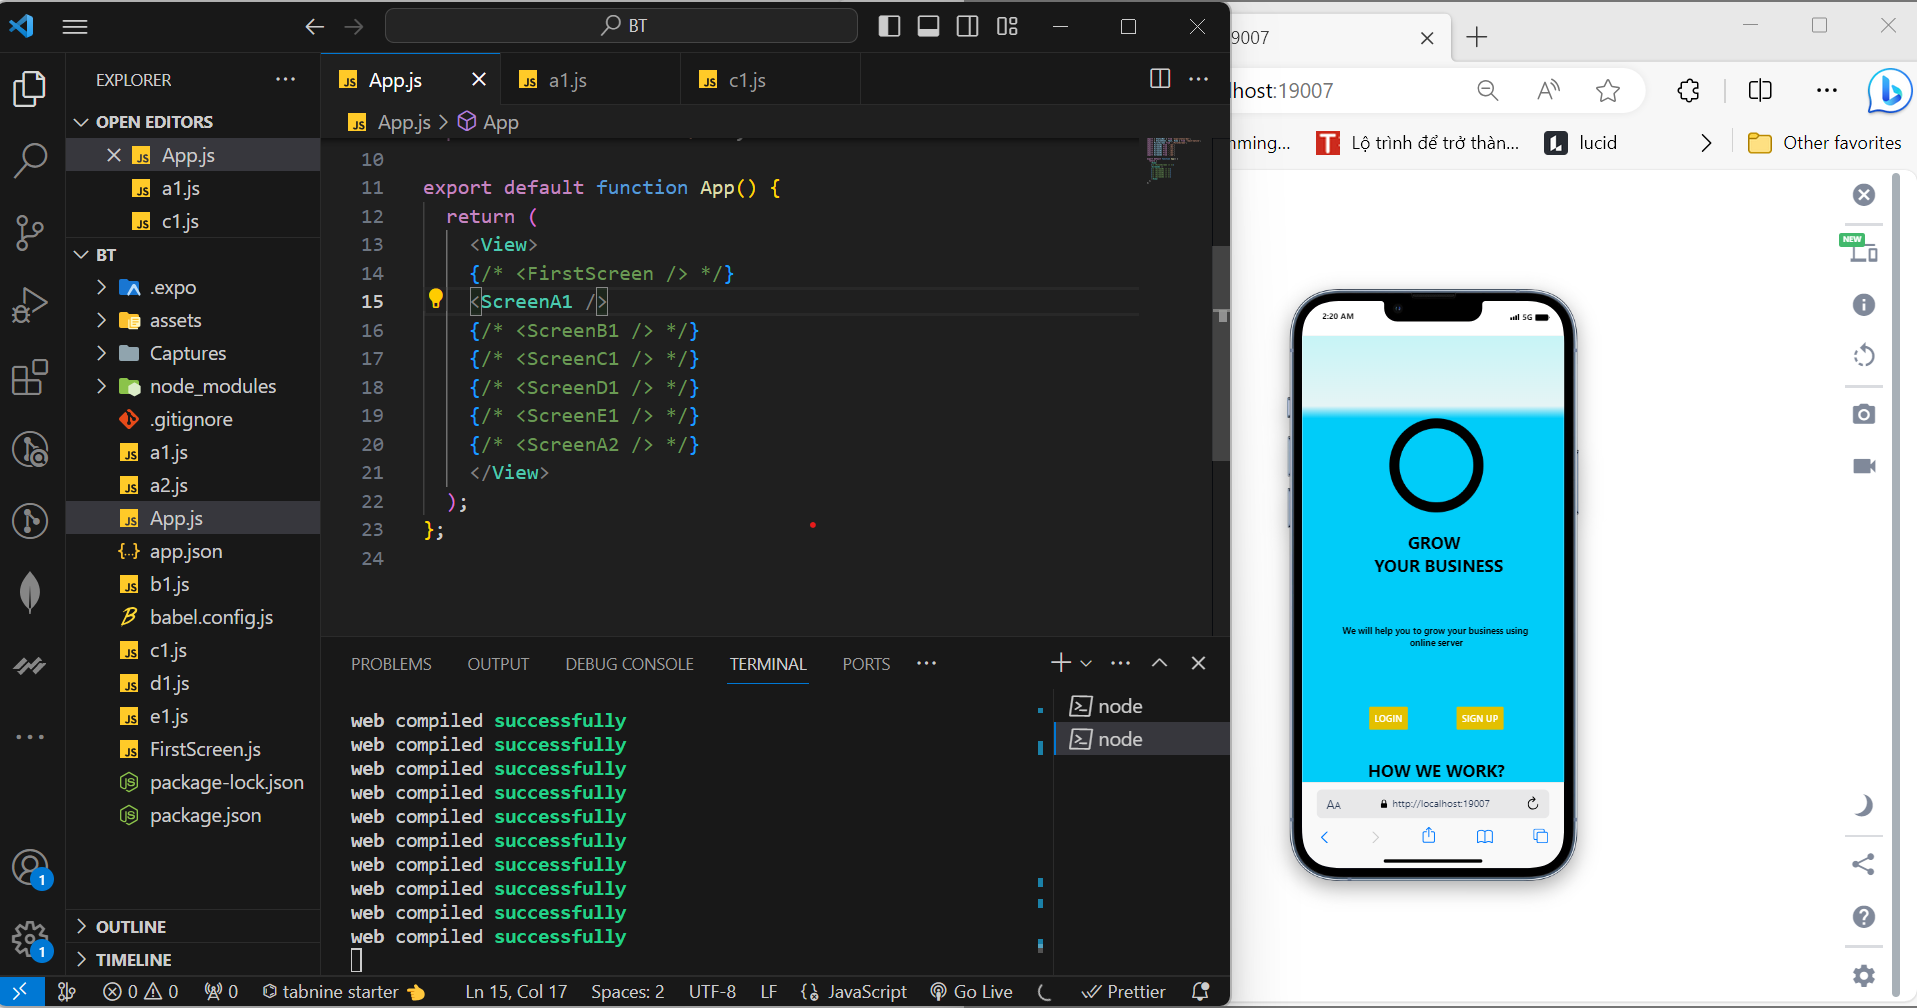 BT
EXPLORER
OPEN EDITORS
App.js
a1.js
c1.js
BT
.expo
assets
Captures
node_modules
.gitignore
a1.js
a2.js
App.js
app.json
b1.js
babel.config.js
c1.js
d1.js
e1.js
FirstScreen.js
package-lock.json
package.json
OUTLINE
TIMELINE
1
1
App.js a1.js c1.js
App.js > App
10
11 export default function App() {
12 return (
13 <View>
14 {/* <FirstScreen /> */}
15 <ScreenA1 />
16 {/* <ScreenB1 /> */}
17 {/* <ScreenC1 /> */}
18 {/* <ScreenD1 /> */}
19 {/* <ScreenE1 /> */}
20 {/* <ScreenA2 /> */}
21 </View>
22 );
23 };
24
PROBLEMS OUTPUT DEBUG CONSOLE TERMINAL PORTS
web compiled successfully
web compiled successfully
web compiled successfully
web compiled successfully
web compiled successfully
web compiled successfully
web compiled successfully
web compiled successfully
web compiled successfully
web compiled successfully
node
node
0 0 0 tabnine starter Ln 15, Col 17 Spaces: 2 UTF-8 LF JavaScript Go Live Prettier
9007
lhost:19007
mming... Lộ trình để trở thàn... lucid Other favorites
NEW
2:20 AM 5G
GROW
YOUR BUSINESS
We will help you to grow your business using
online server
LOGIN SIGN UP
HOW WE WORK?
AA http://localhost:19007